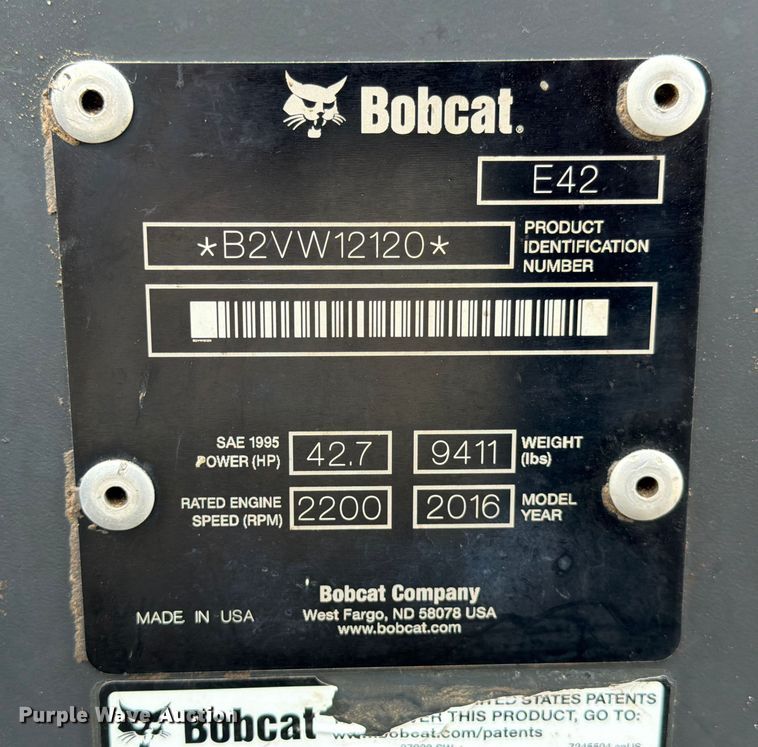 Bobcat®
E42
*B2VW12120*
PRODUCT
IDENTIFICATION
NUMBER
SAE 1995
POWER (HP)
42.7
9411
WEIGHT
(lbs)
RATED ENGINE
SPEED (RPM)
2200
2016
MODEL
YEAR
Bobcat Company
MADE IN USA
West Fargo, ND 58078 USA
www.bobcat.com
STATES PATENTS
Bobcat
THIS PRODUCT, GO TO:
www.bobcat.com/patents
Purple Wave Auction